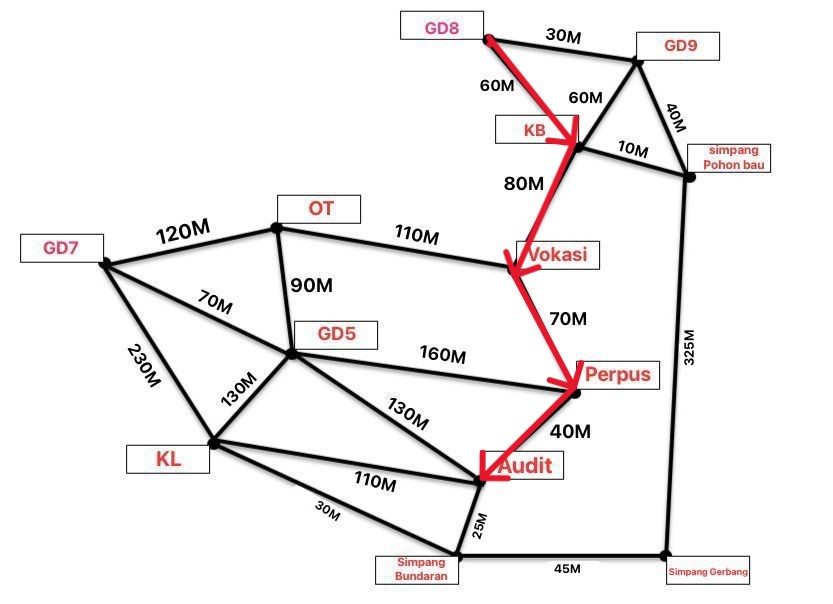 GD8
30M
GD9
60M
60M
40M
KB
10M
simpang
Pohon bau
80M
OT
120M
110M
GD7
Vokasi
90M
70M
GD5
70M
325M
160M
230M
130M
Perpus
130M
40M
KL
Audit
110M
30M
25M
Simpang
Bundaran
45M
Simpang Gerbang